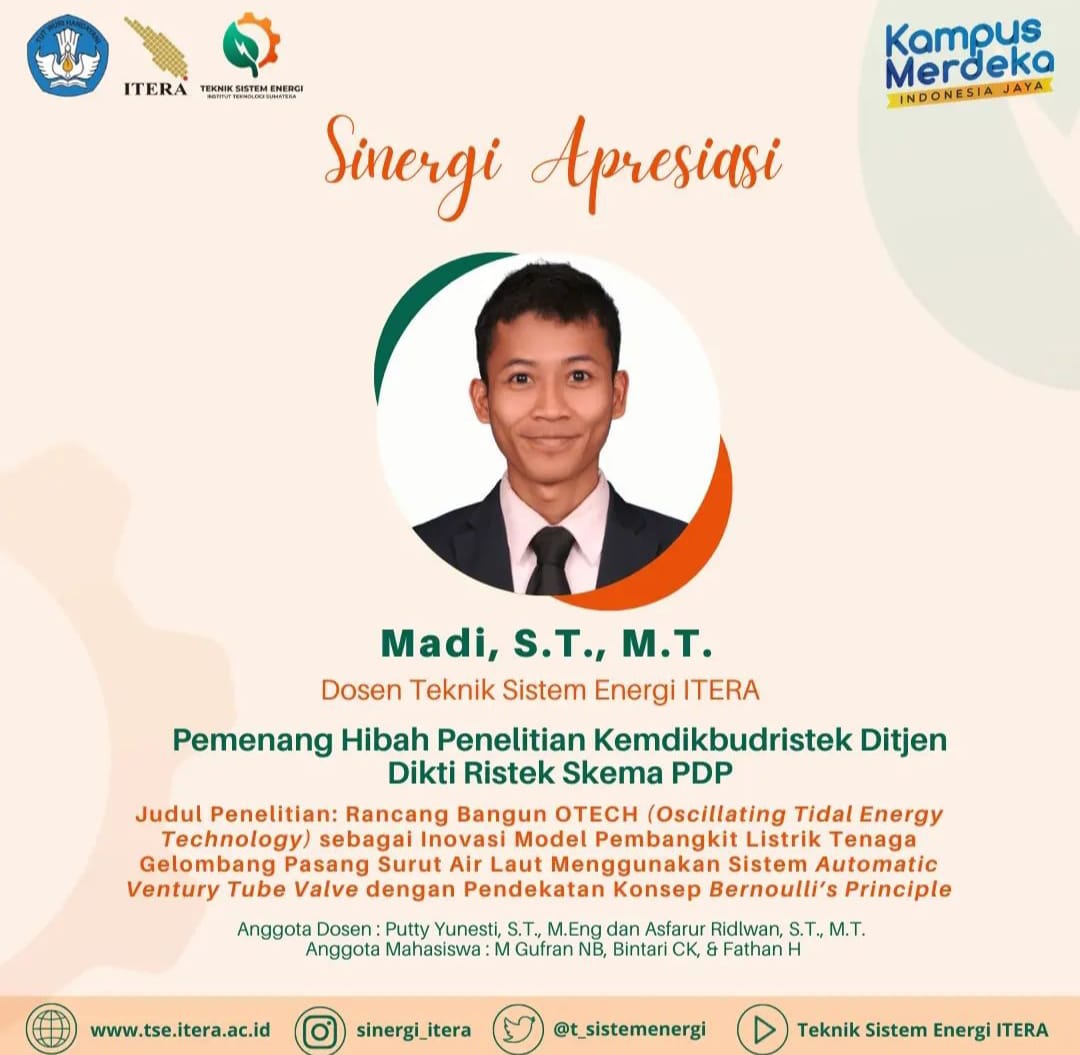 TUT WURI HANDAYANI
ITERA
TEKNIK SISTEM ENERGI
INSTITUT TEKNOLOGI SUMATERA
Kampus
Merdeka
INDONESIA JAYA
Sinergi Apresiasi
Madi, S.T., M.T.
Dosen Teknik Sistem Energi ITERA
Pemenang Hibah Penelitian Kemdikbudristek Ditjen
Dikti Ristek Skema PDP
Judul Penelitian: Rancang Bangun OTECH (Oscillating Tidal Energy
Technology) sebagai Inovasi Model Pembangkit Listrik Tenaga
Gelombang Pasang Surut Air Laut Menggunakan Sistem Automatic
Ventury Tube Valve dengan Pendekatan Konsep Bernoulli's Principle
Anggota Dosen : Putty Yunesti, S.T., M.Eng dan Asfarur Ridlwan, S.T., M.T.
Anggota Mahasiswa : M Gufran NB, Bintari CK, & Fathan H
www.tse.itera.ac.id
sinergi_itera
@t_sistemenergi
Teknik Sistem Energi ITERA